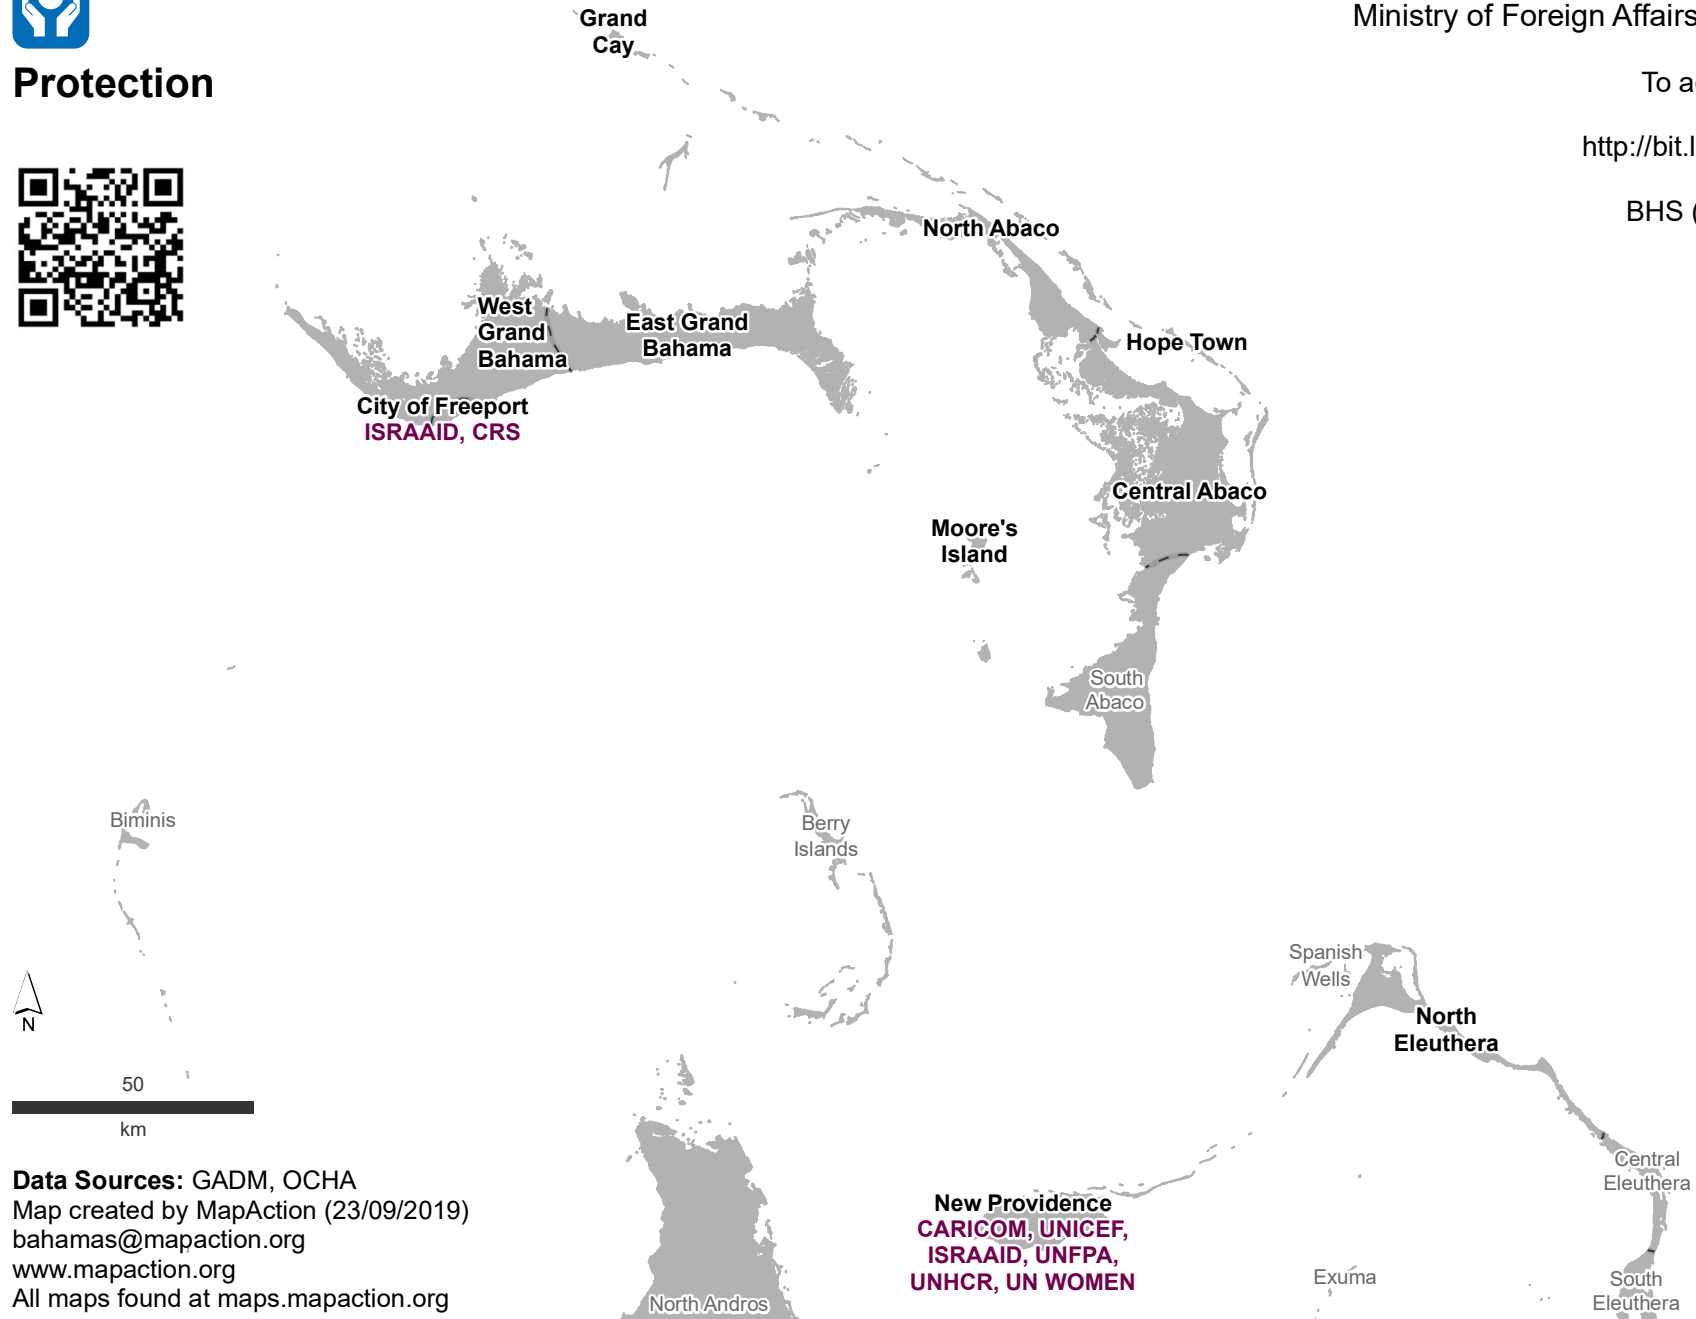 Protection
Ministry of Foreign Affairs
To a
http://bit.l
BHS (
Grand
Cay
North Abaco
West
Grand
Bahama
East Grand
Bahama
Hope Town
City of Freeport
ISRAAID, CRS
Central Abaco
Moore's
Island
South
Abaco
Biminis
Berry
Islands
Spanish
Wells
North
Eleuthera
N
50
km
Central
Eleuthera
New Providence
CARICOM, UNICEF,
ISRAAID, UNFPA,
UNHCR, UN WOMEN
Exuma
South
Eleuthera
North Andros
Data Sources: GADM, OCHA
Map created by MapAction (23/09/2019)
bahamas@mapaction.org
www.mapaction.org
All maps found at maps.mapaction.org